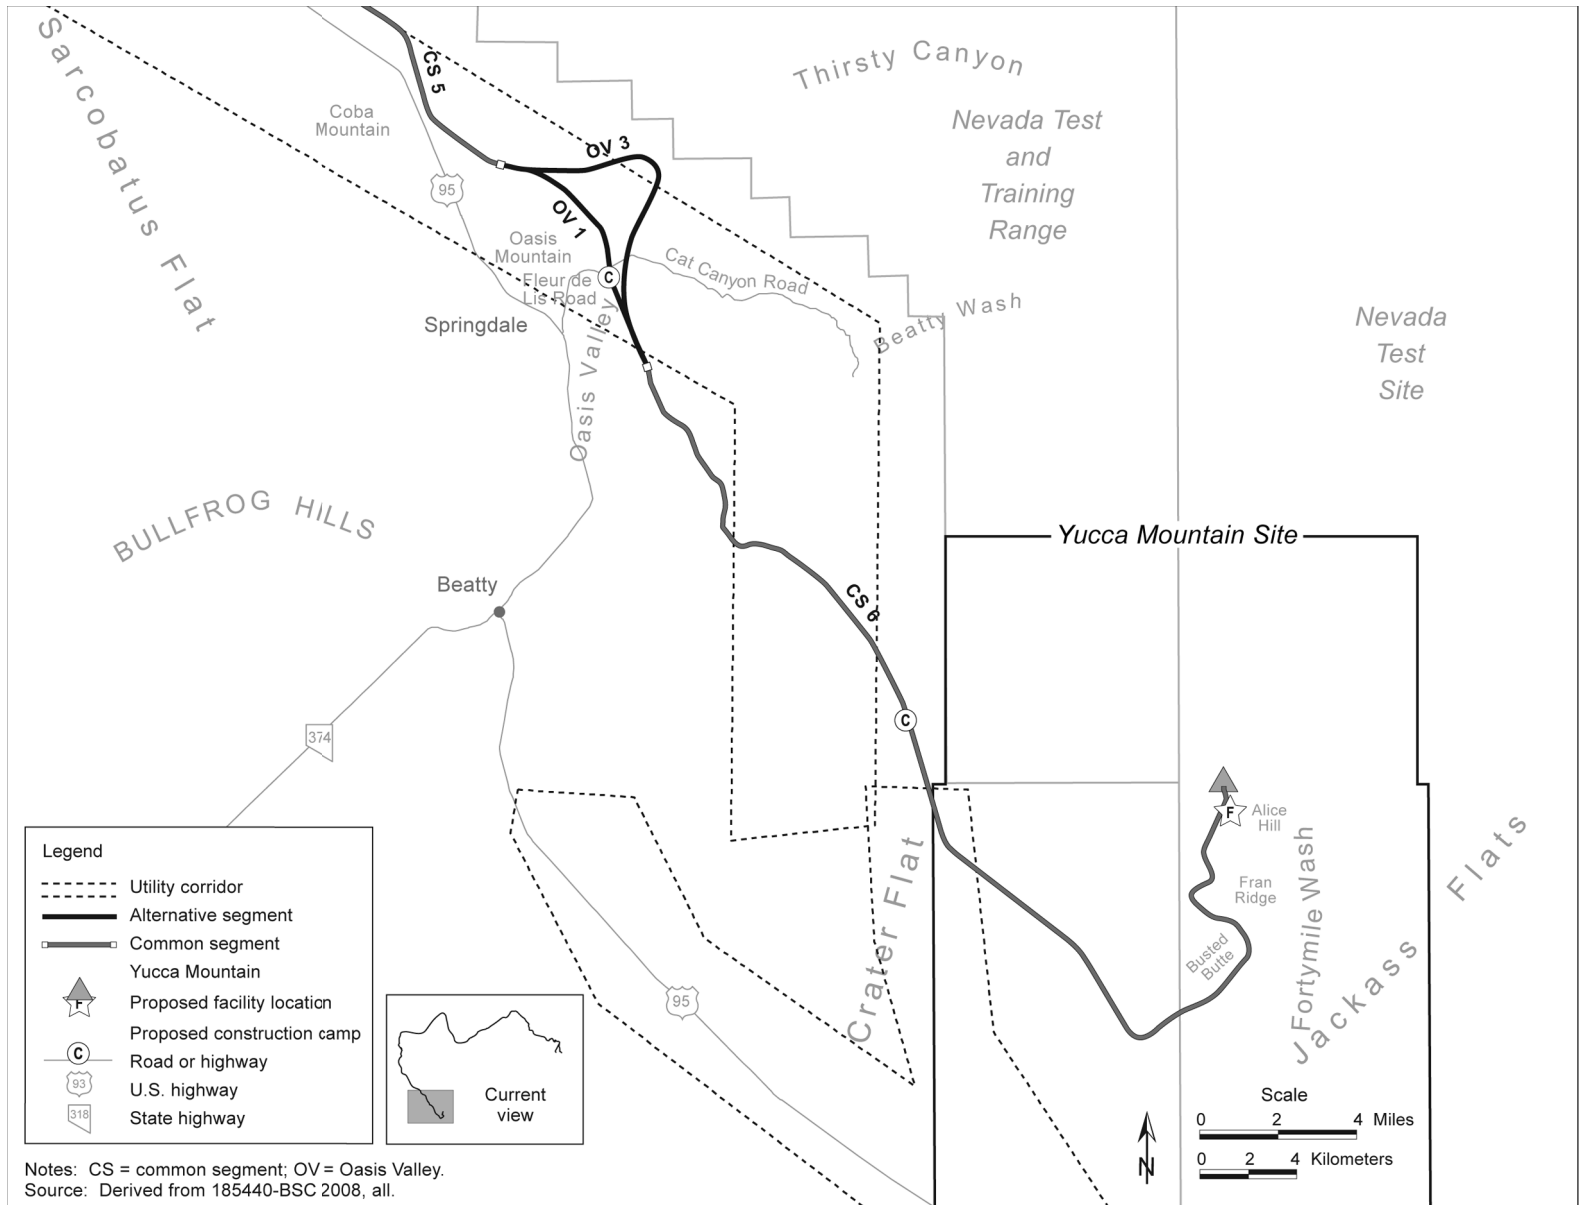 Sarcobatus Flat
CS 5
Thirsty Canyon
Coba
Mountain
Nevada Test
and
Training
Range
OV 3
95
OV 1
Oasis
Mountain
Cat Canyon Road
Fleur de
Lis Road
C
Beatty Wash
Springdale
Oasis Valley
Nevada
Test
Site
BULLFROG HILLS
Yucca Mountain Site
Beatty
CS 6
C
374
F
Alice
Hill
Fran
Ridge
Busted
Butte
Fortymile Wash
Jackass Flats
Crater Flat
95
Legend
Utility corridor
Alternative segment
Common segment
Yucca Mountain
F
Proposed facility location
Proposed construction camp
C
Road or highway
93
U.S. highway
318
State highway
Current
view
N
Scale
0 2 4 Miles
0 2 4 Kilometers
Notes: CS = common segment; OV = Oasis Valley.
Source: Derived from 185440-BSC 2008, all.